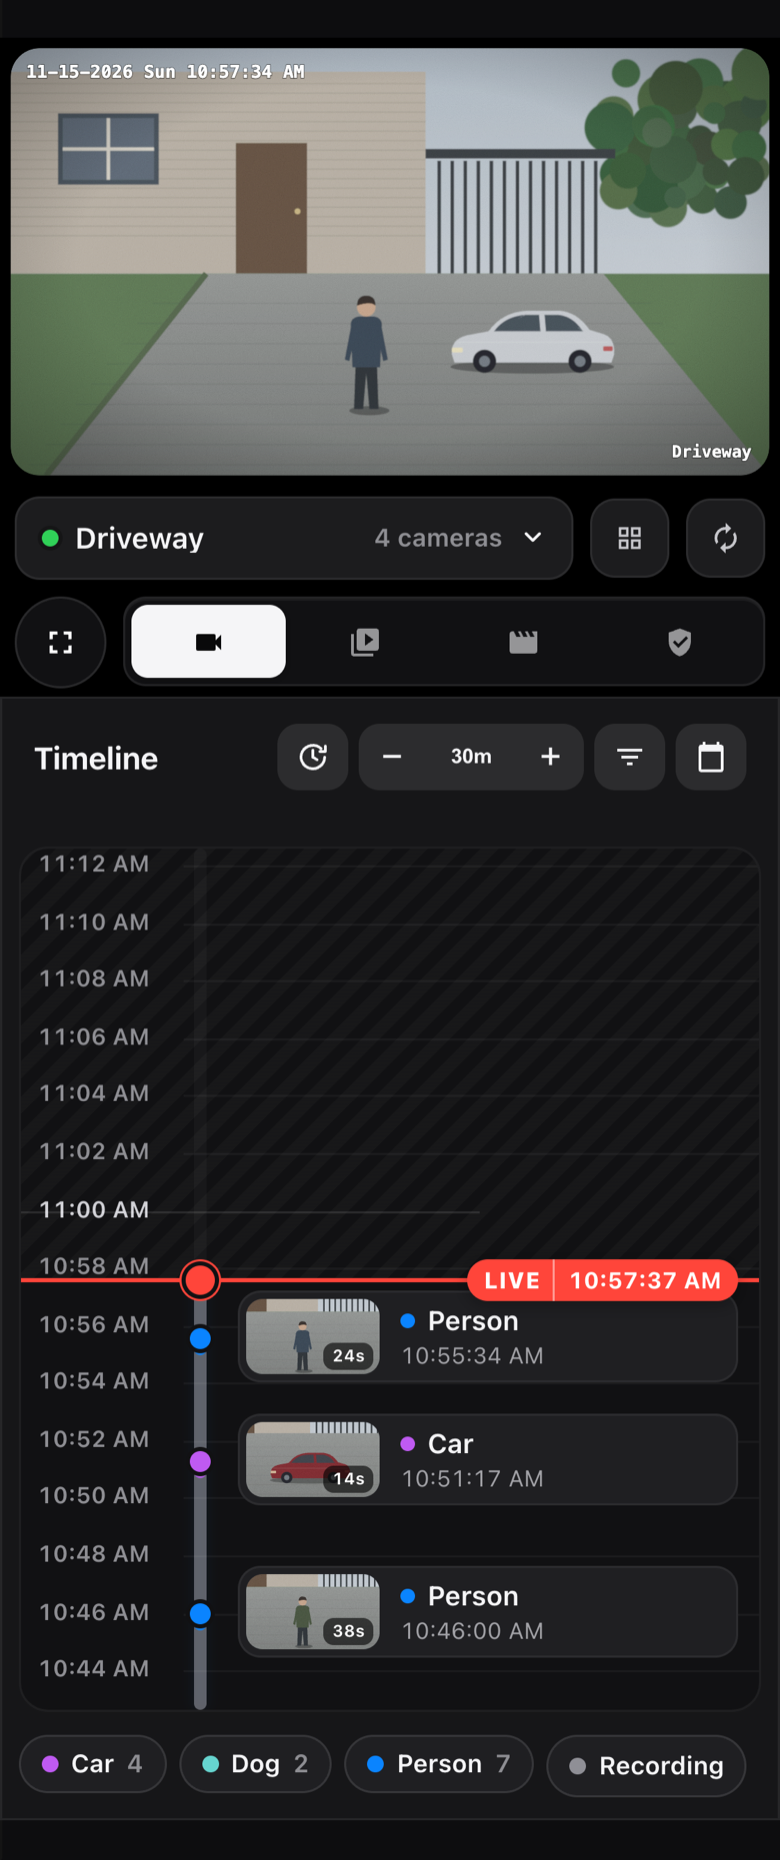 11-15-2026 Sun 10:57:34 AM
Driveway
Driveway 4 cameras
Timeline 30m
11:12 AM
11:10 AM
11:08 AM
11:06 AM
11:04 AM
11:02 AM
11:00 AM
10:58 AM
LIVE 10:57:37 AM
10:56 AM
Person
24s
10:55:34 AM
10:54 AM
10:52 AM
Car
14s
10:51:17 AM
10:50 AM
10:48 AM
Person
10:46 AM
38s
10:46:00 AM
10:44 AM
Car 4
Dog 2
Person 7
Recording